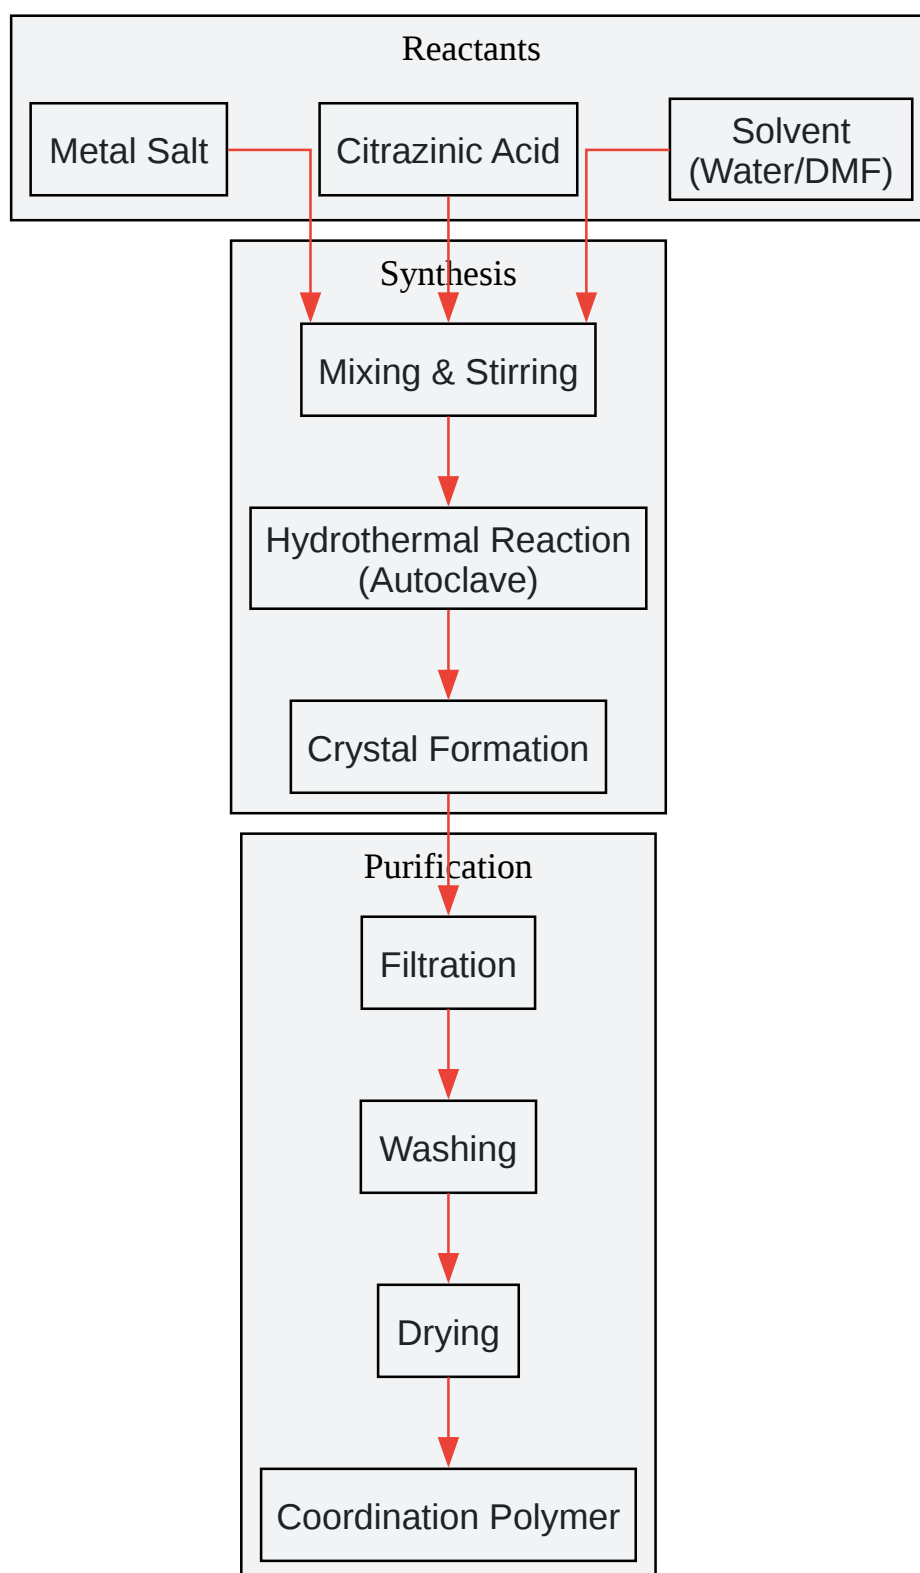 Reactants
Metal Salt
Citrazinic Acid
Solvent
(Water/DMF)
Synthesis
Mixing & Stirring
Hydrothermal Reaction
(Autoclave)
Crystal Formation
Purification
Filtration
Washing
Drying
Coordination Polymer